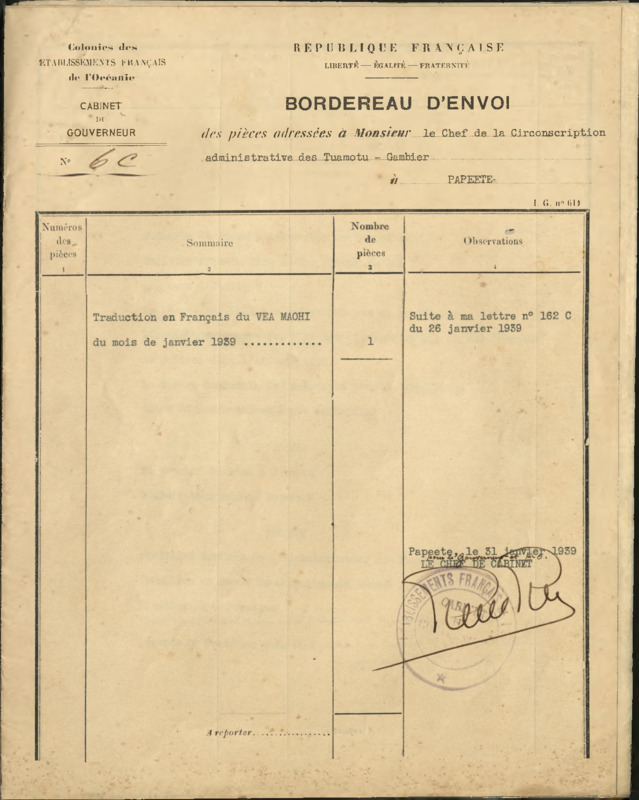 Colonies des
ÉTABLISSEMENTS FRANÇAIS
de l'Océanie
CABINET
DU
GOUVERNEUR
N° 6C
RÉPUBLIQUE FRANÇAISE
LIBERTÉ — ÉGALITÉ — FRATERNITÉ
BORDEREAU D'ENVOI
des pièces adressées à Monsieur le Chef de la Circonscription
administrative des Tuamotu - Gambier
à PAPEETE-
I. G. n° 611
Numéros
des
pièces
1
Sommaire
2
Nombre
de
pièces
3
Observations
4
Traduction en Français du VEA MAOHI
du mois de janvier 1939 .............
1
Suite à ma lettre n° 162 C
du 26 janvier 1939
Papeete, le 31 janvier 1939
LE CHEF DE CABINET
ÉTABLISSEMENTS FRANÇAIS
A reporter..................